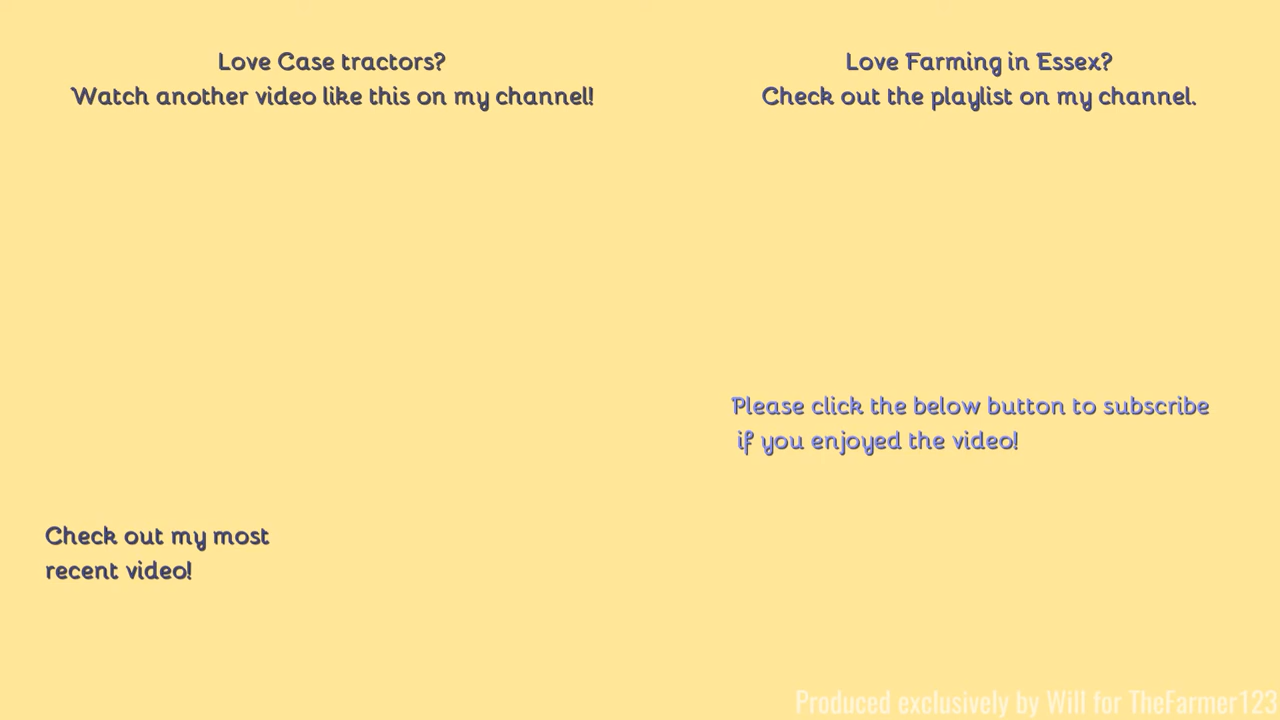 Love Case tractors?
Watch another video like this on my channel!
Love Farming in Essex?
Check out the playlist on my channel.
Please click the below button to subscribe
if you enjoyed the video!
Check out my most
recent video!
Produced exclusively by Will for TheFarmer123